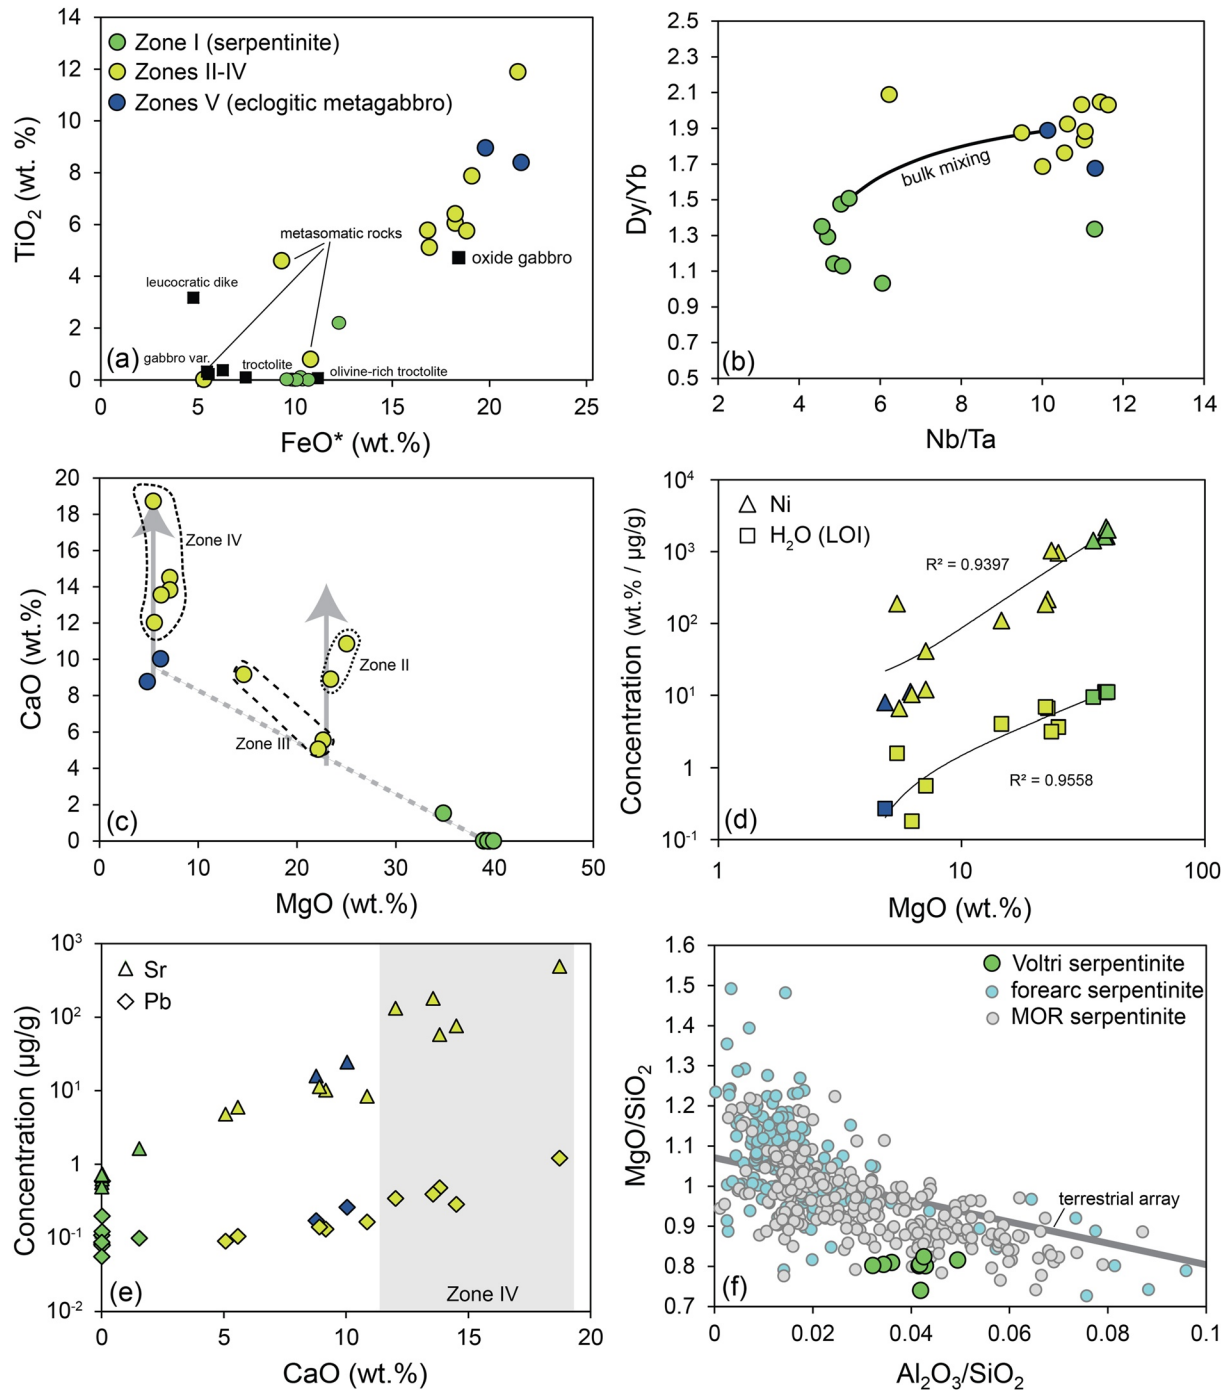 14
12
10
8
6
4
2
0
TiO2 (wt. %)
Zone I (serpentinite)
Zones II-IV
Zones V (eclogitic metagabbro)
metasomatic rocks
oxide gabbro
leucocratic dike
gabbro var.
troctolite
olivine-rich troctolite
(a)
0 5 10 15 20 25
FeO* (wt.%)
2.5
2.3
2.1
1.9
1.7
1.5
1.3
1.1
0.9
0.7
0.5
Dy/Yb
bulk mixing
(b)
2 4 6 8 10 12 14
Nb/Ta
20
18
16
14
12
10
8
6
4
2
0
CaO (wt.%)
Zone IV
Zone II
Zone III
(c)
0 10 20 30 40 50
MgO (wt.%)
10^4
10^3
10^2
10^1
1
10^-1
Concentration (wt.% / µg/g)
Ni
H2O (LOI)
R² = 0.9397
R² = 0.9558
(d)
1 10 100
MgO (wt.%)
10^3
10^2
10^1
1
10^-1
10^-2
Concentration (µg/g)
Sr
Pb
Zone IV
(e)
0 5 10 15 20
CaO (wt.%)
1.6
1.5
1.4
1.3
1.2
1.1
1
0.9
0.8
0.7
MgO/SiO2
Voltri serpentinite
forearc serpentinite
MOR serpentinite
terrestrial array
(f)
0 0.02 0.04 0.06 0.08 0.1
Al2O3/SiO2